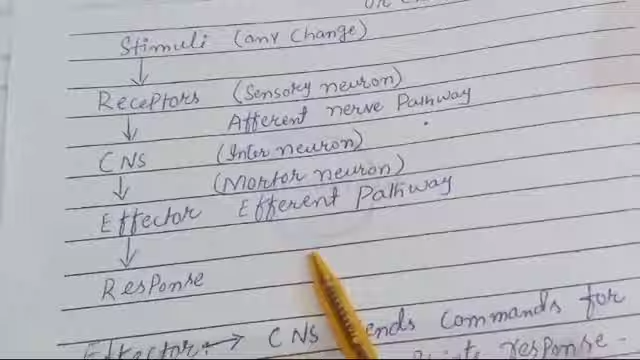 Stimuli (any change)
↓
Receptors (Sensory neuron)
↓ Afferent nerve Pathway
CNS (Inter neuron)
↓ (Mortor neuron)
Effector Efferent Pathway
↓
Response
Effector → CNS ends commands for
response.